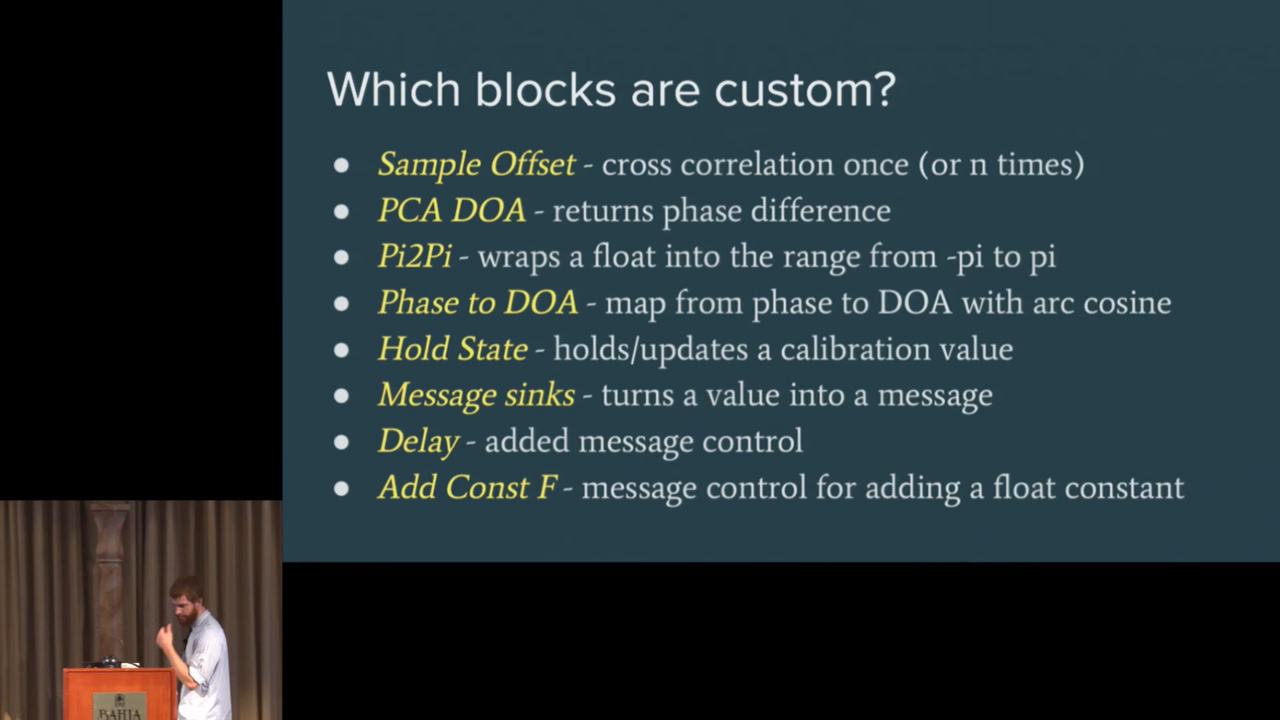 Which blocks are custom?
● Sample Offset - cross correlation once (or n times)
● PCA DOA - returns phase difference
● Pi2Pi - wraps a float into the range from -pi to pi
● Phase to DOA - map from phase to DOA with arc cosine
● Hold State - holds/updates a calibration value
● Message sinks - turns a value into a message
● Delay - added message control
● Add Const F - message control for adding a float constant
BAHIA